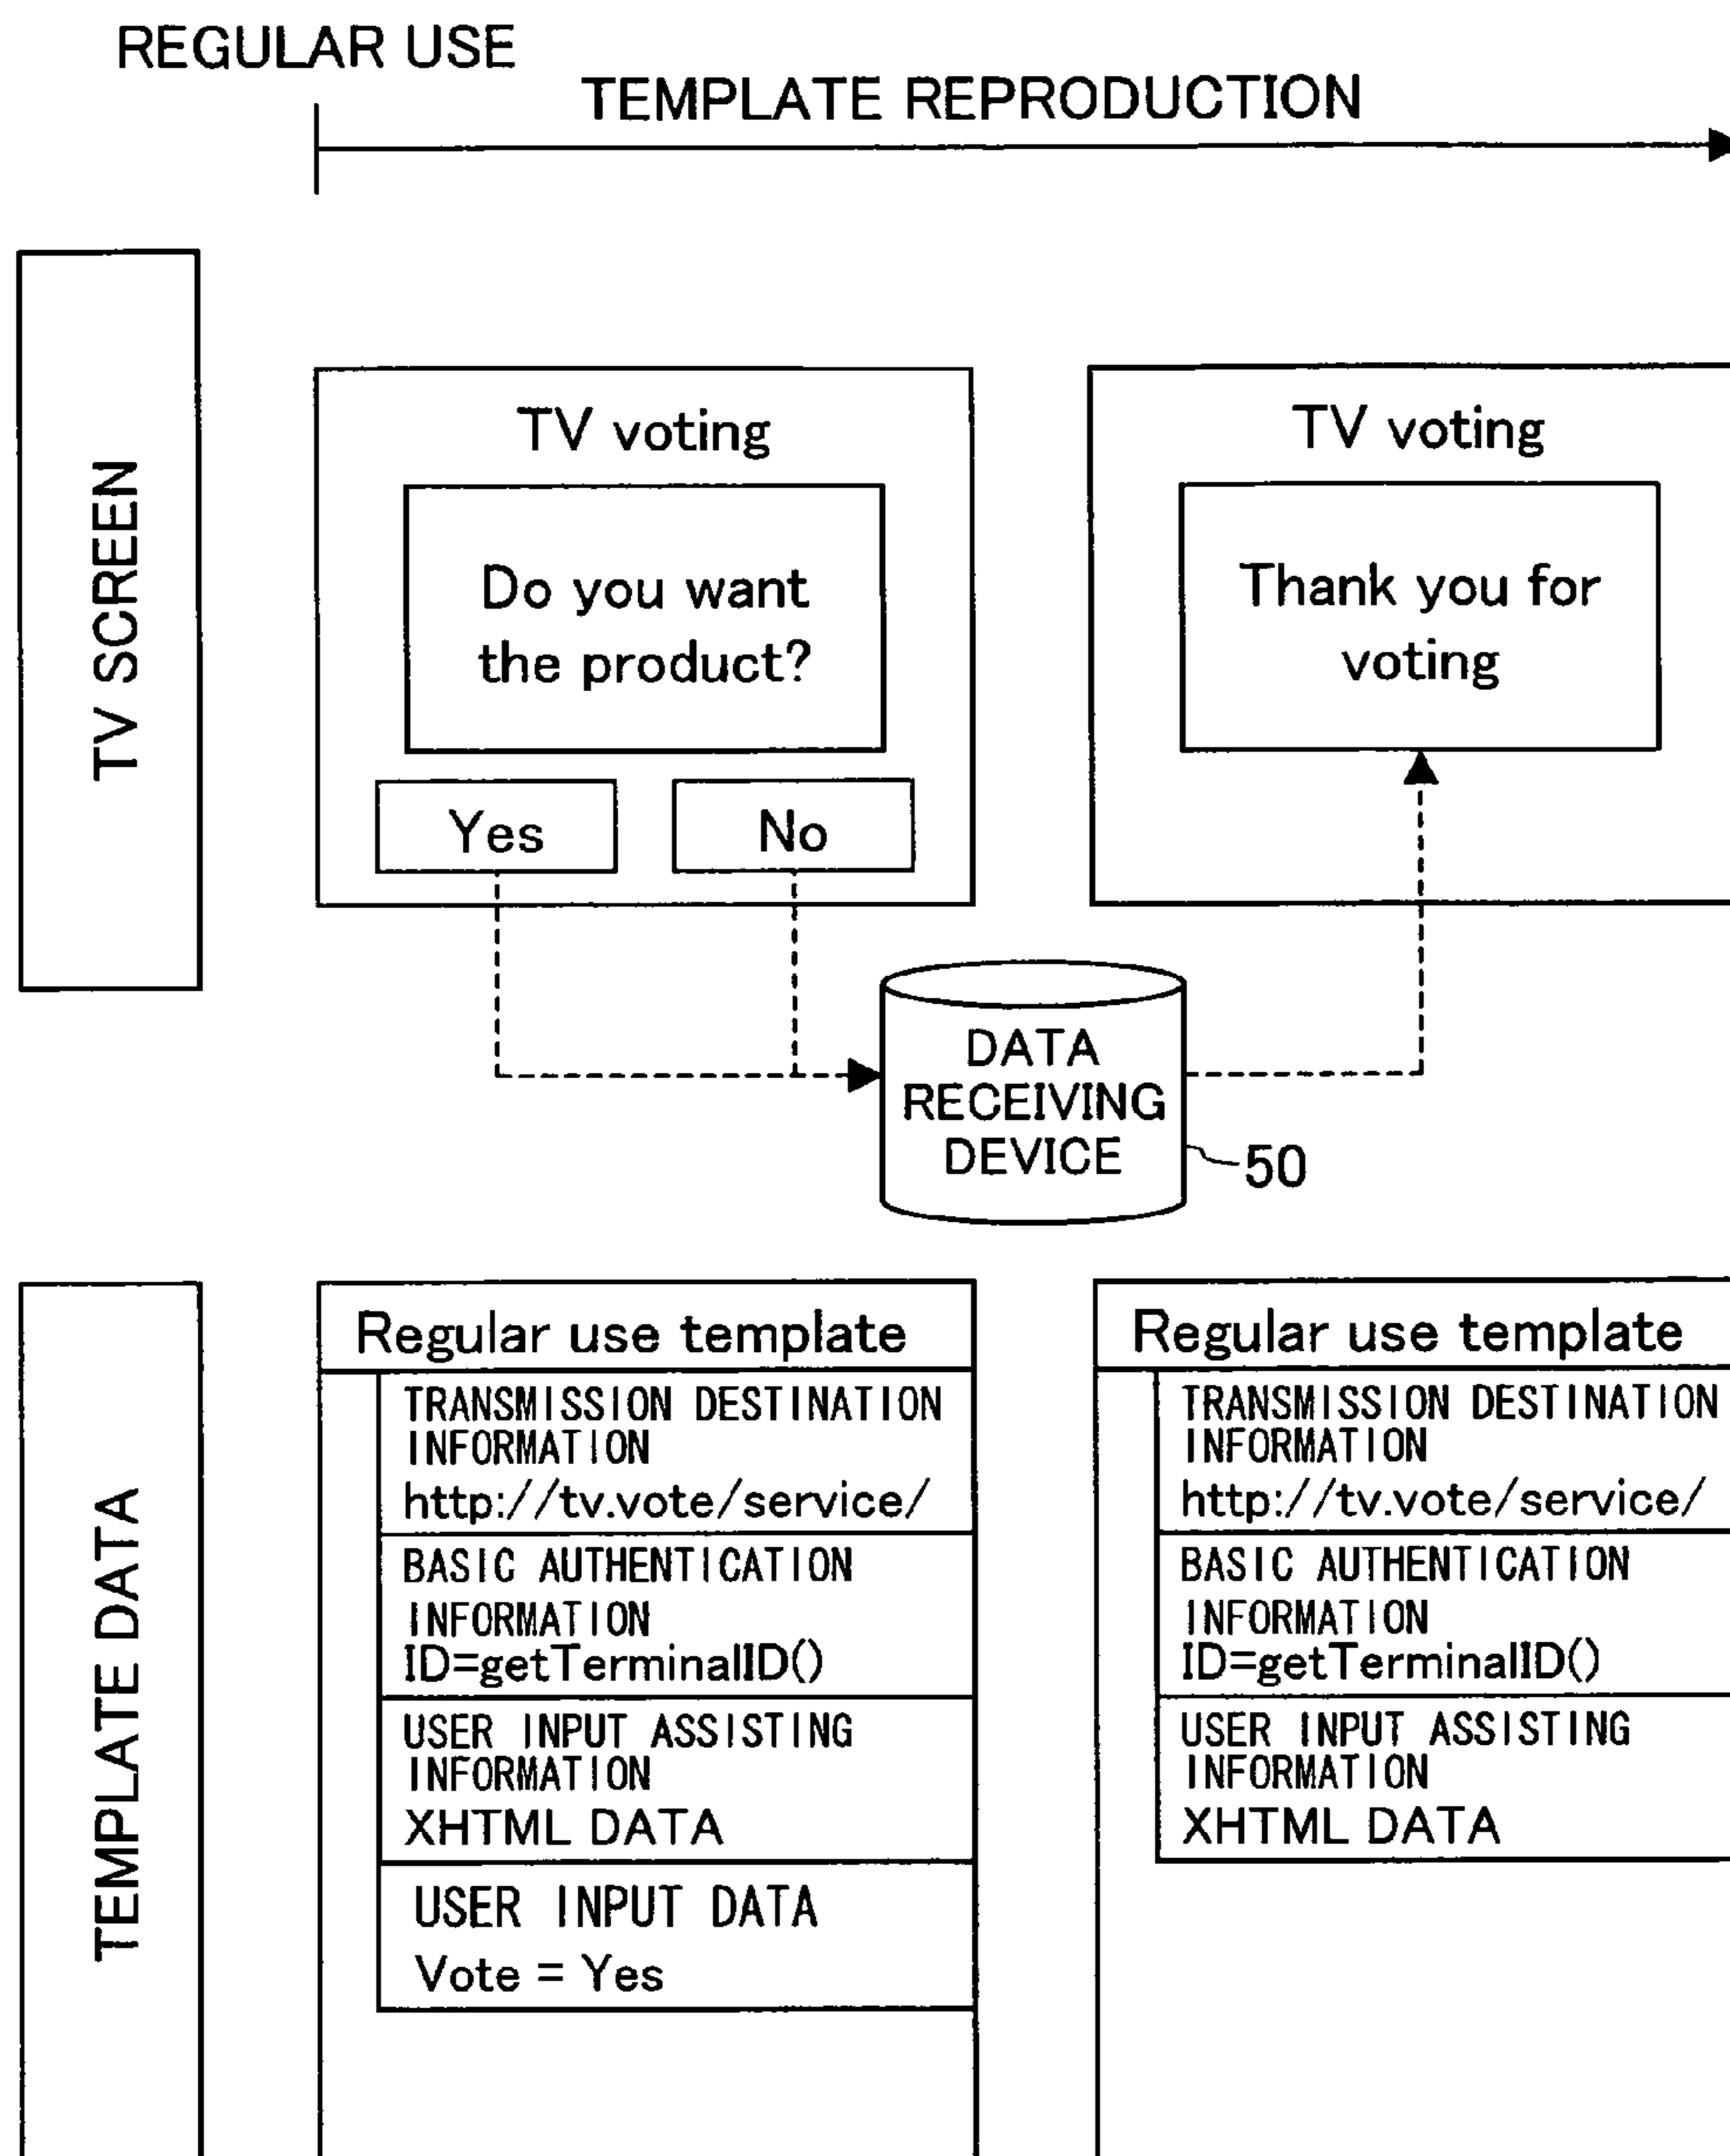 REGULAR USE
TEMPLATE REPRODUCTION
TV SCREEN
TV voting
Do you want
the product?
Yes
No
TV voting
Thank you for
voting
DATA
RECEIVING
DEVICE
50
TEMPLATE DATA
Regular use template
TRANSMISSION DESTINATION
INFORMATION
http://tv.vote/service/
BASIC AUTHENTICATION
INFORMATION
ID=getTerminalID()
USER INPUT ASSISTING
INFORMATION
XHTML DATA
USER INPUT DATA
Vote = Yes
Regular use template
TRANSMISSION DESTINATION
INFORMATION
http://tv.vote/service/
BASIC AUTHENTICATION
INFORMATION
ID=getTerminalID()
USER INPUT ASSISTING
INFORMATION
XHTML DATA